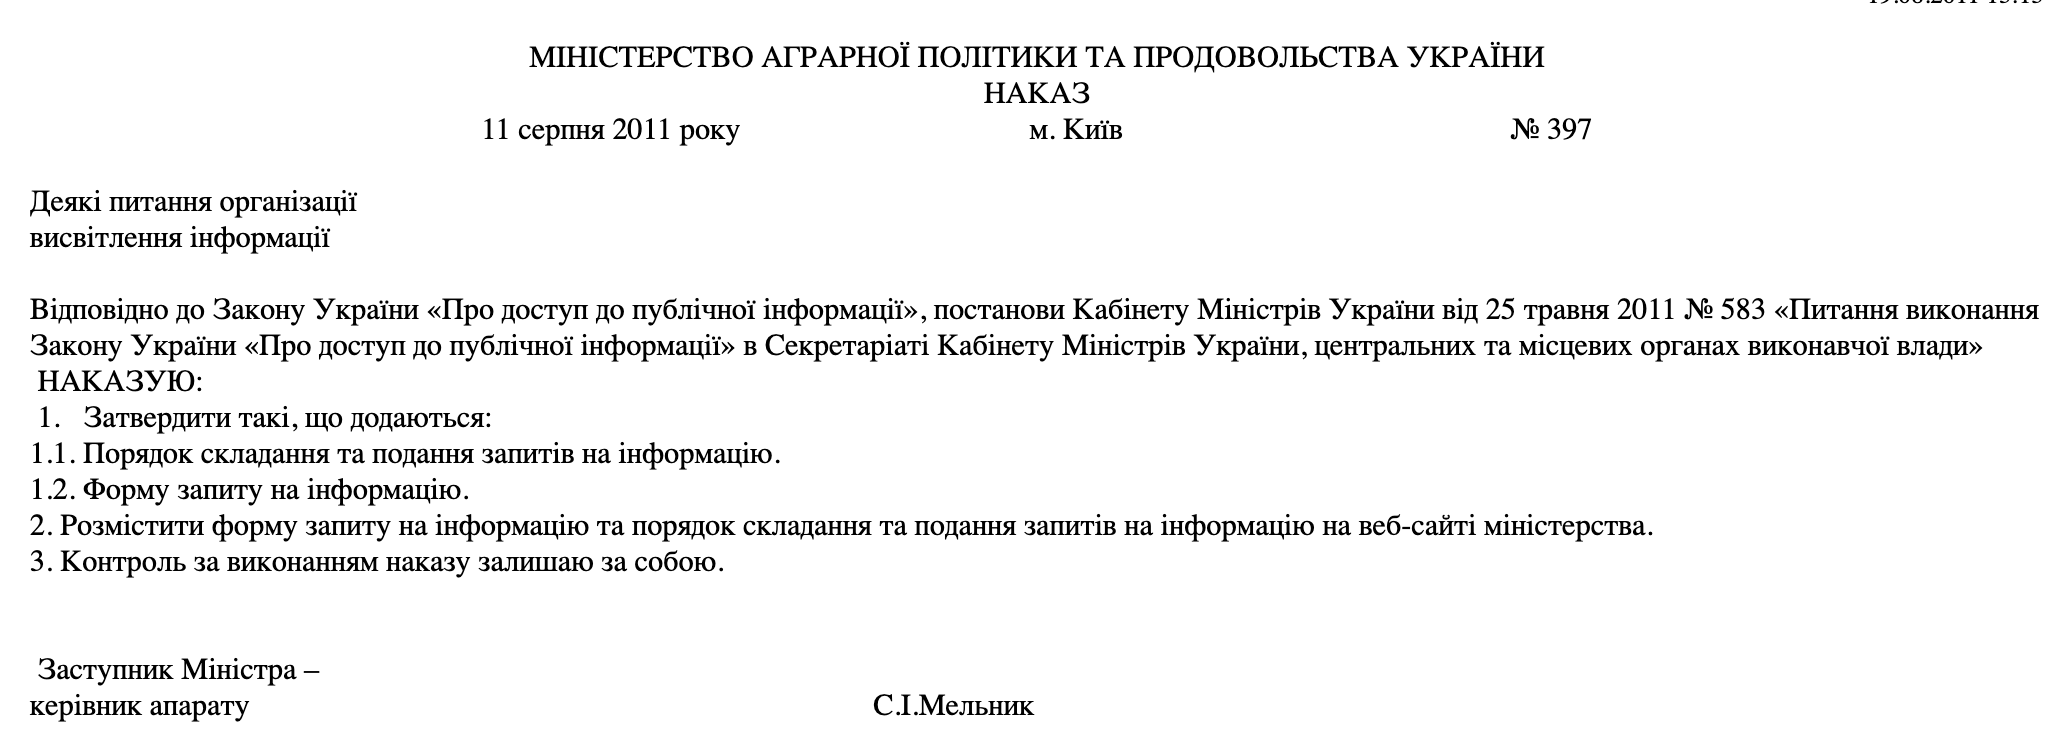 МІНІСТЕРСТВО АГРАРНОЇ ПОЛІТИКИ ТА ПРОДОВОЛЬСТВА УКРАЇНИ
НАКАЗ
11 серпня 2011 року м. Київ № 397
Деякі питання організації
висвітлення інформації
Відповідно до Закону України «Про доступ до публічної інформації», постанови Кабінету Міністрів України від 25 травня 2011 № 583 «Питання виконання
Закону України «Про доступ до публічної інформації» в Секретаріаті Кабінету Міністрів України, центральних та місцевих органах виконавчої влади»
НАКАЗУЮ:
1. Затвердити такі, що додаються:
1.1. Порядок складання та подання запитів на інформацію.
1.2. Форму запиту на інформацію.
2. Розмістити форму запиту на інформацію та порядок складання та подання запитів на інформацію на веб-сайті міністерства.
3. Контроль за виконанням наказу залишаю за собою.
Заступник Міністра –
керівник апарату С.І.Мельник